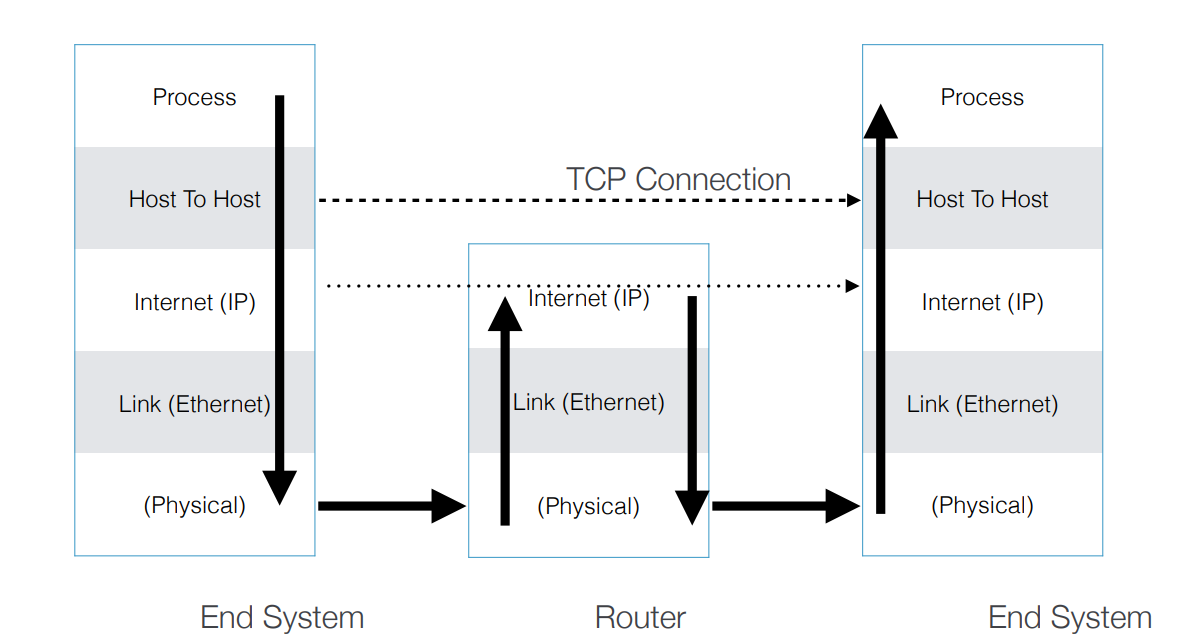 Process
Host To Host
Internet (IP)
Link (Ethernet)
(Physical)
End System
TCP Connection
Internet (IP)
Link (Ethernet)
(Physical)
Router
Process
Host To Host
Internet (IP)
Link (Ethernet)
(Physical)
End System